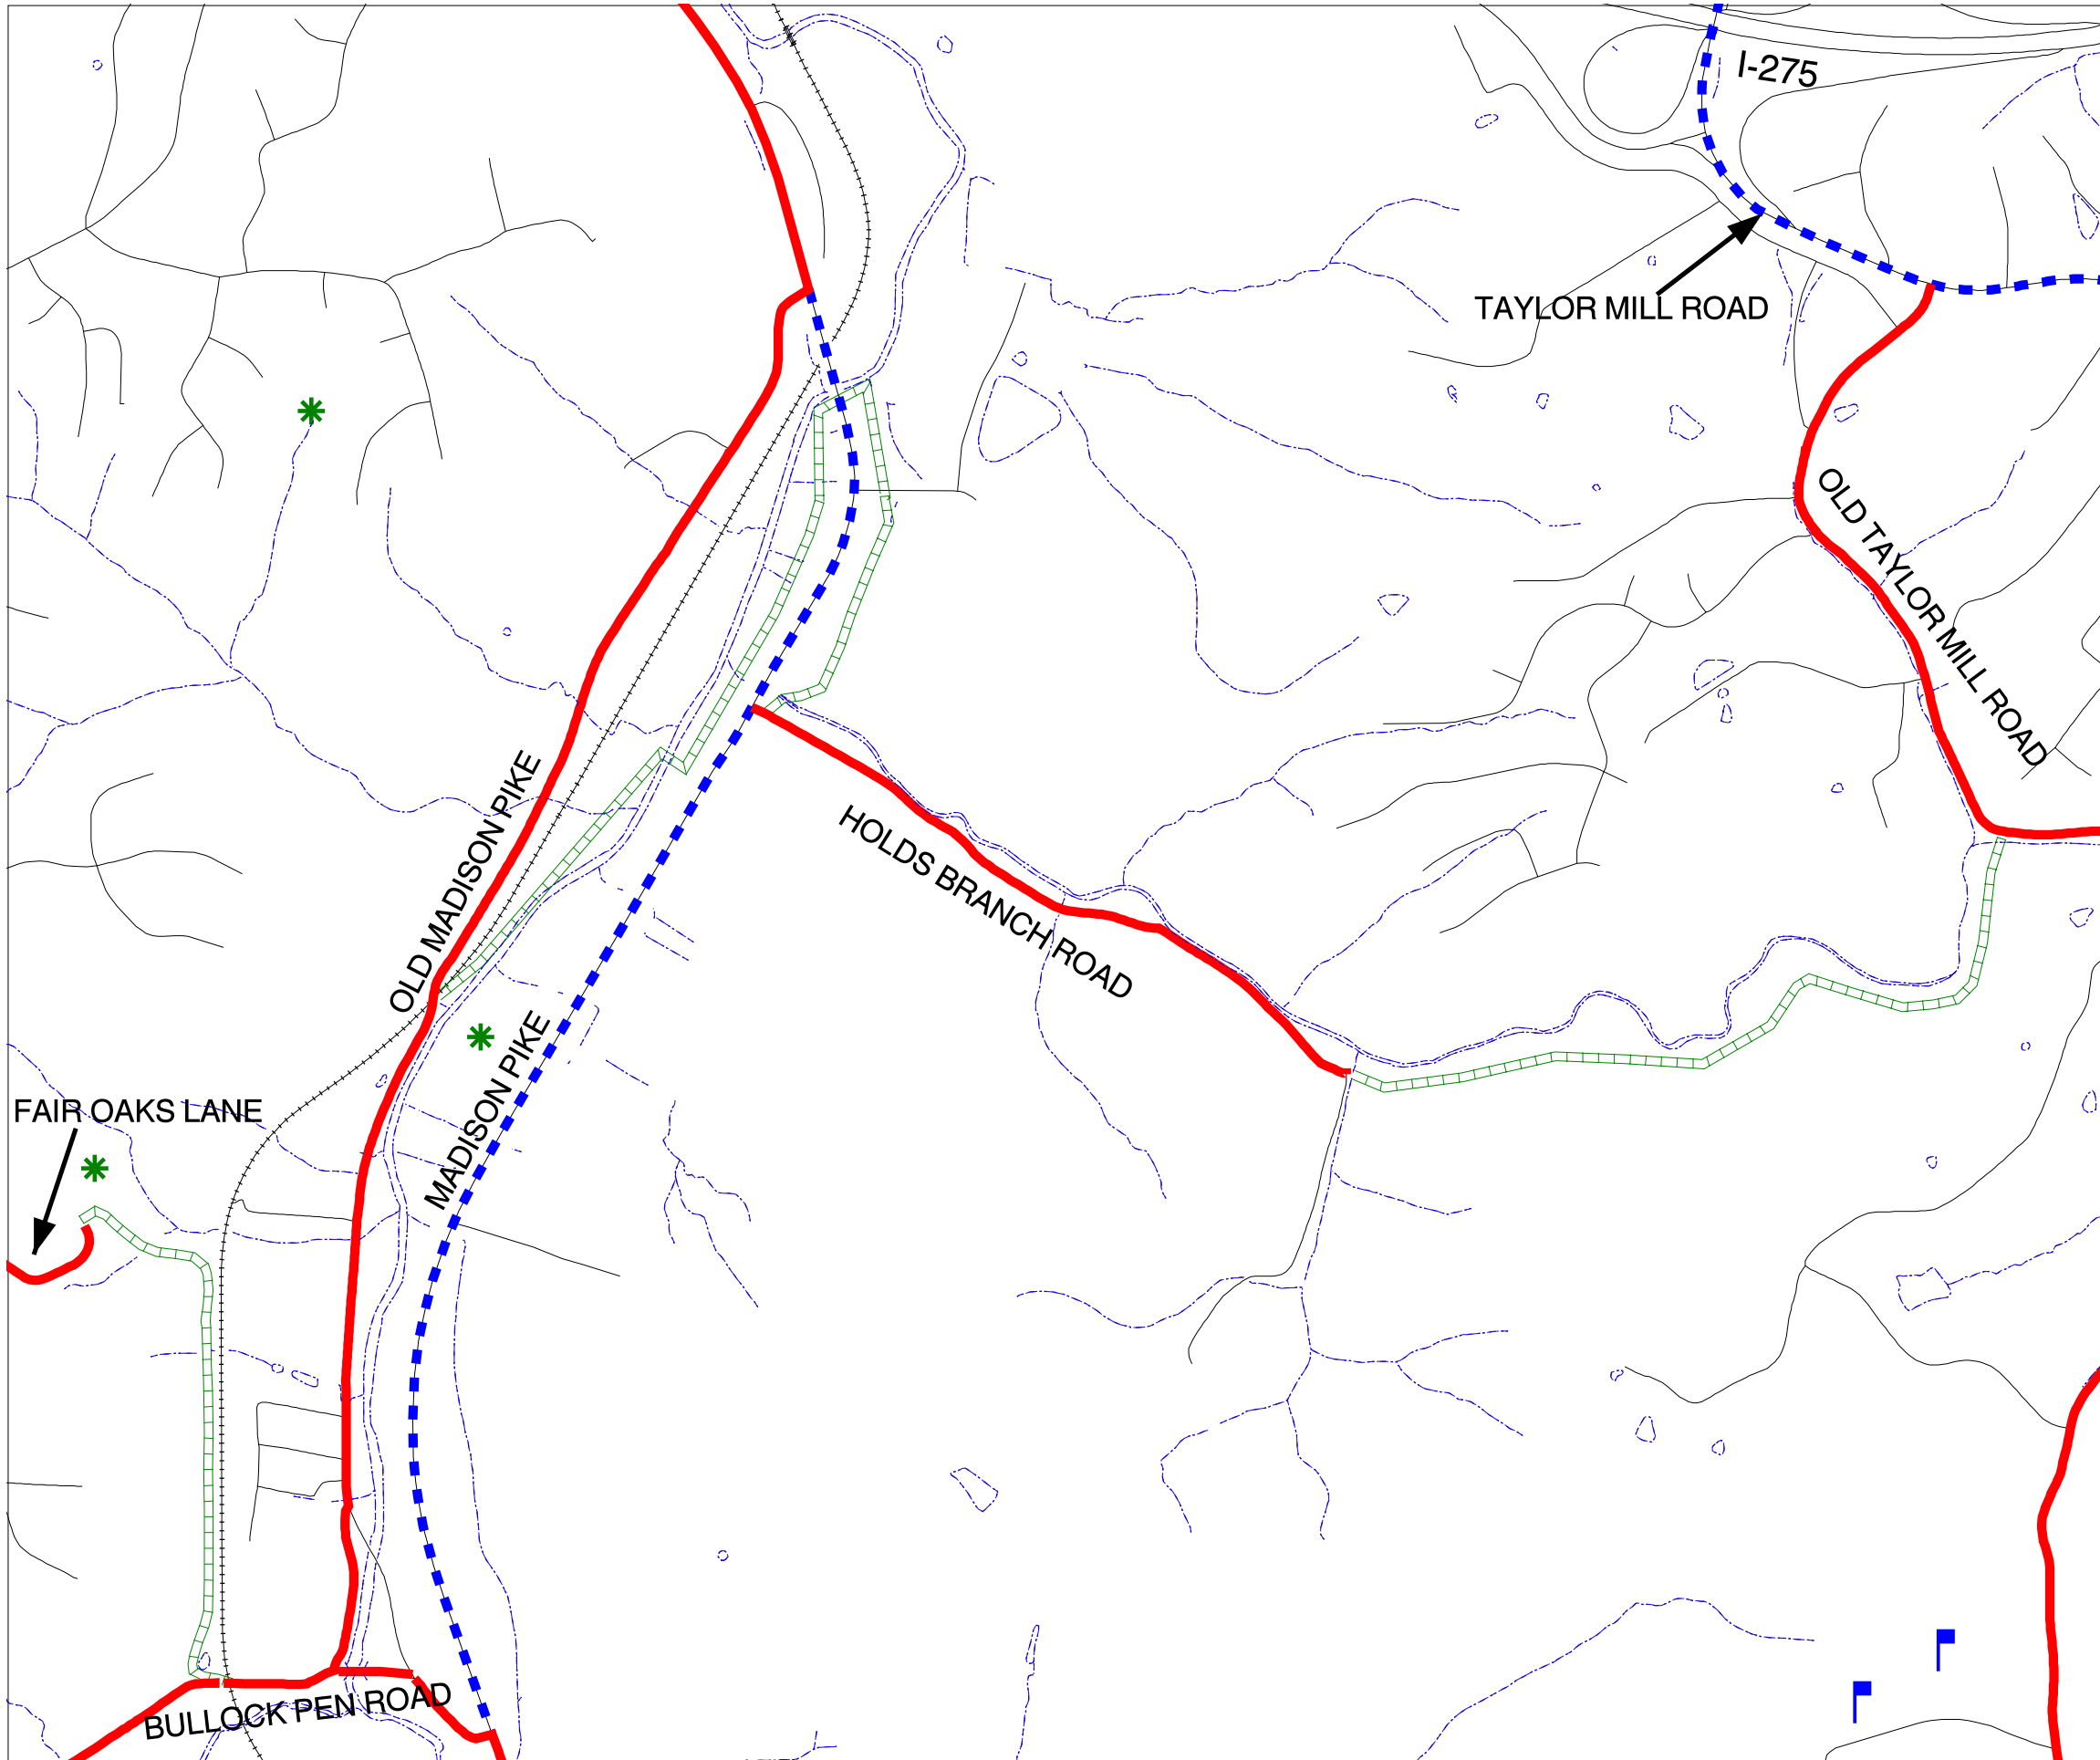 I-275
TAYLOR MILL ROAD
OLD TAYLOR MILL ROAD
OLD MADISON PIKE
HOLDS BRANCH ROAD
MADISON PIKE
FAIR OAKS LANE
BULLOCK PEN ROAD